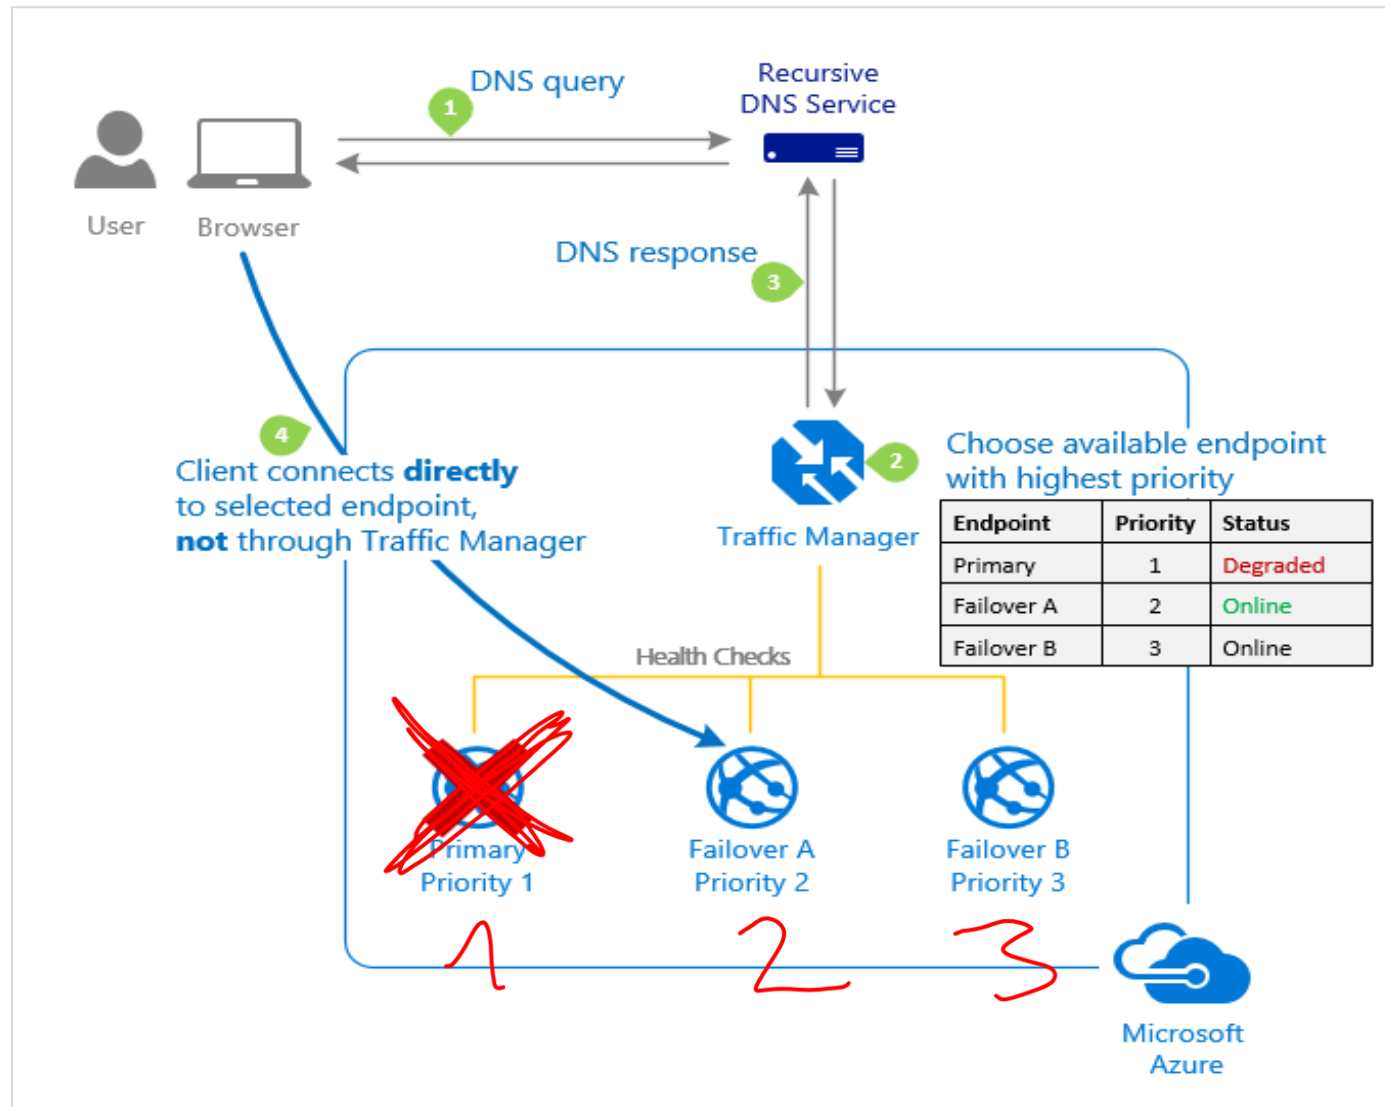 DNS query
1
Recursive
DNS Service
User
Browser
DNS response
3
4
Client connects directly
to selected endpoint,
not through Traffic Manager
2
Choose available endpoint
with highest priority
Traffic Manager
Endpoint Priority Status
Primary 1 Degraded
Failover A 2 Online
Failover B 3 Online
Health Checks
Primary
Priority 1
Failover A
Priority 2
Failover B
Priority 3
1 2 3
Microsoft
Azure